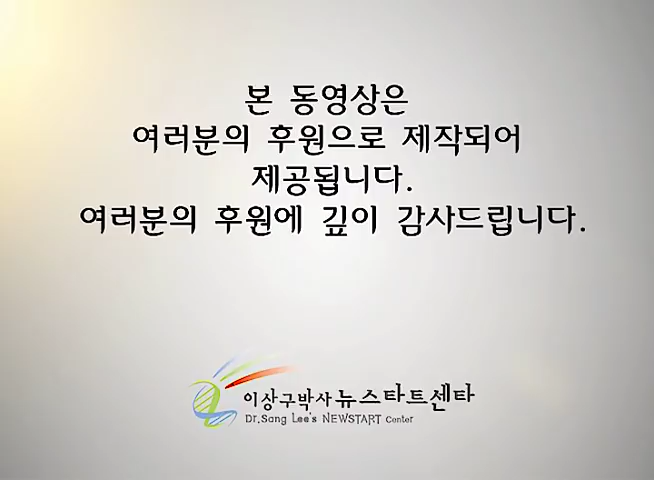 본 동영상은
여러분의 후원으로 제작되어
제공됩니다.
여러분의 후원에 깊이 감사드립니다.
이상구박사 뉴스타트센타
Dr.Sang Lee's NEWSTART Center